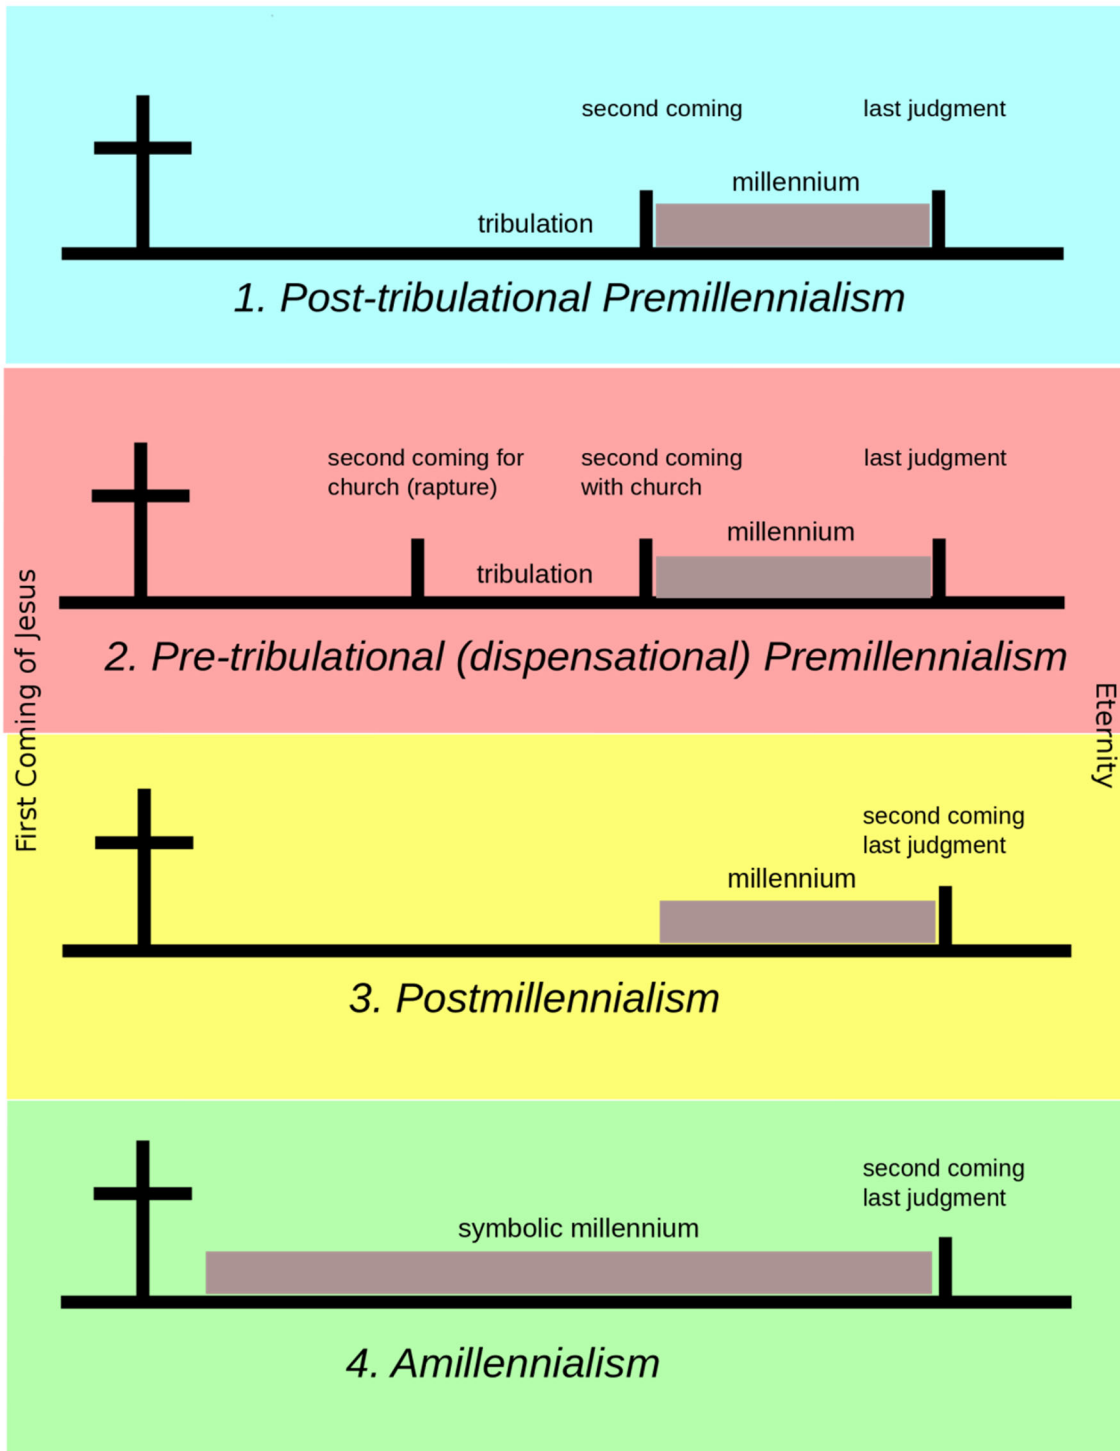 second coming
last judgment
millennium
tribulation
1. Post-tribulational Premillennialism
second coming for
church (rapture)
second coming
with church
last judgment
millennium
tribulation
2. Pre-tribulational (dispensational) Premillennialism
First Coming of Jesus
Eternity
second coming
last judgment
millennium
3. Postmillennialism
second coming
last judgment
symbolic millennium
4. Amillennialism